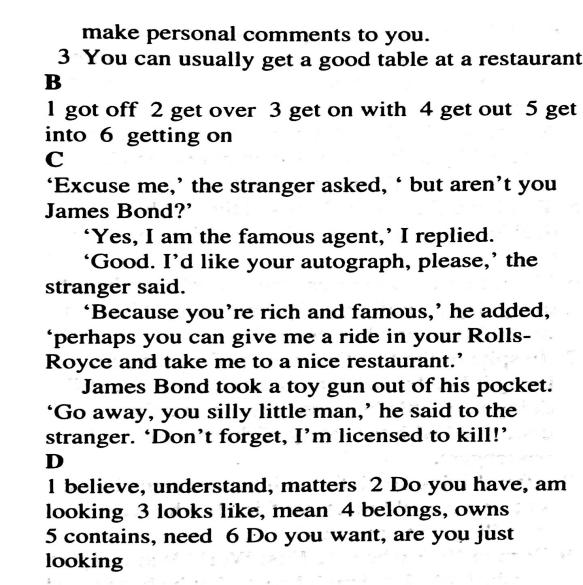 make personal comments to you.
3 You can usually get a good table at a restaurant
B
1 got off 2 get over 3 get on with 4 get out 5 get
into 6 getting on
C
‘Excuse me,’ the stranger asked, ‘ but aren’t you
James Bond?’
‘Yes, I am the famous agent,’ I replied.
‘Good. I’d like your autograph, please,’ the
stranger said.
‘Because you’re rich and famous,’ he added,
‘perhaps you can give me a ride in your Rolls-
Royce and take me to a nice restaurant.’
James Bond took a toy gun out of his pocket.
‘Go away, you silly little man,’ he said to the
stranger. ‘Don’t forget, I’m licensed to kill!’
D
1 believe, understand, matters 2 Do you have, am
looking 3 looks like, mean 4 belongs, owns
5 contains, need 6 Do you want, are you just
looking